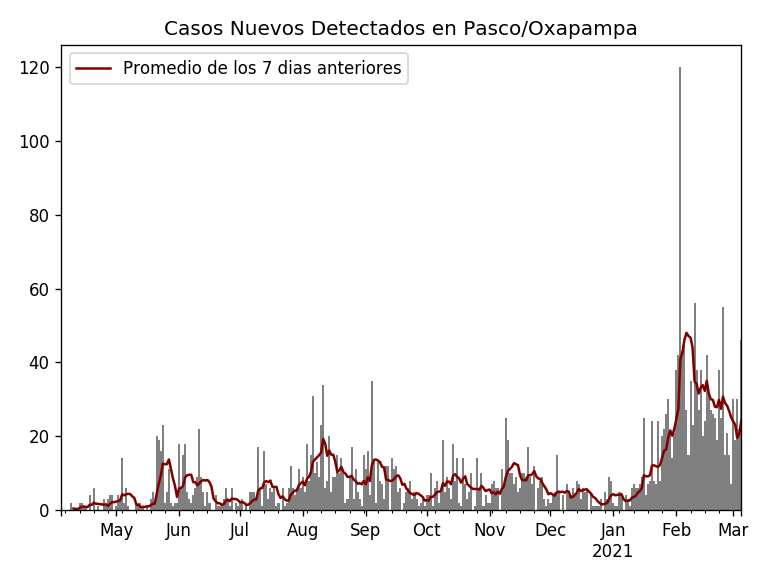 Casos Nuevos Detectados en Pasco/Oxapampa
Promedio de los 7 dias anteriores
120
100
80
60
40
20
0
May Jun Jul Aug Sep Oct Nov Dec Jan Feb Mar
2021